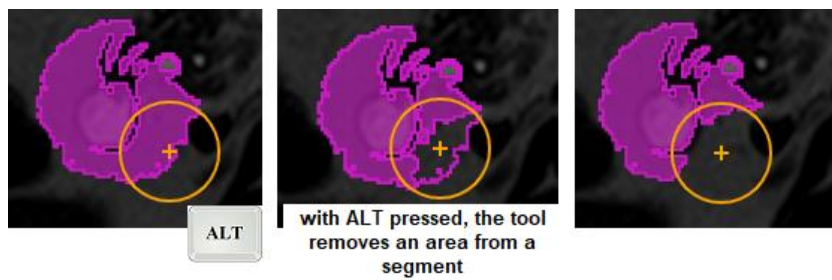 ALT
with ALT pressed, the tool
removes an area from a
segment